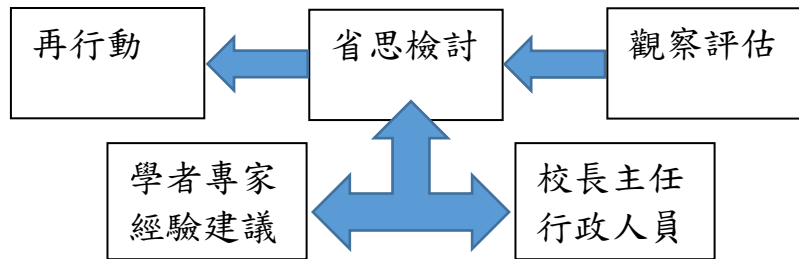 再行動
省思檢討
觀察評估
學者專家
經驗建議
校長主任
行政人員